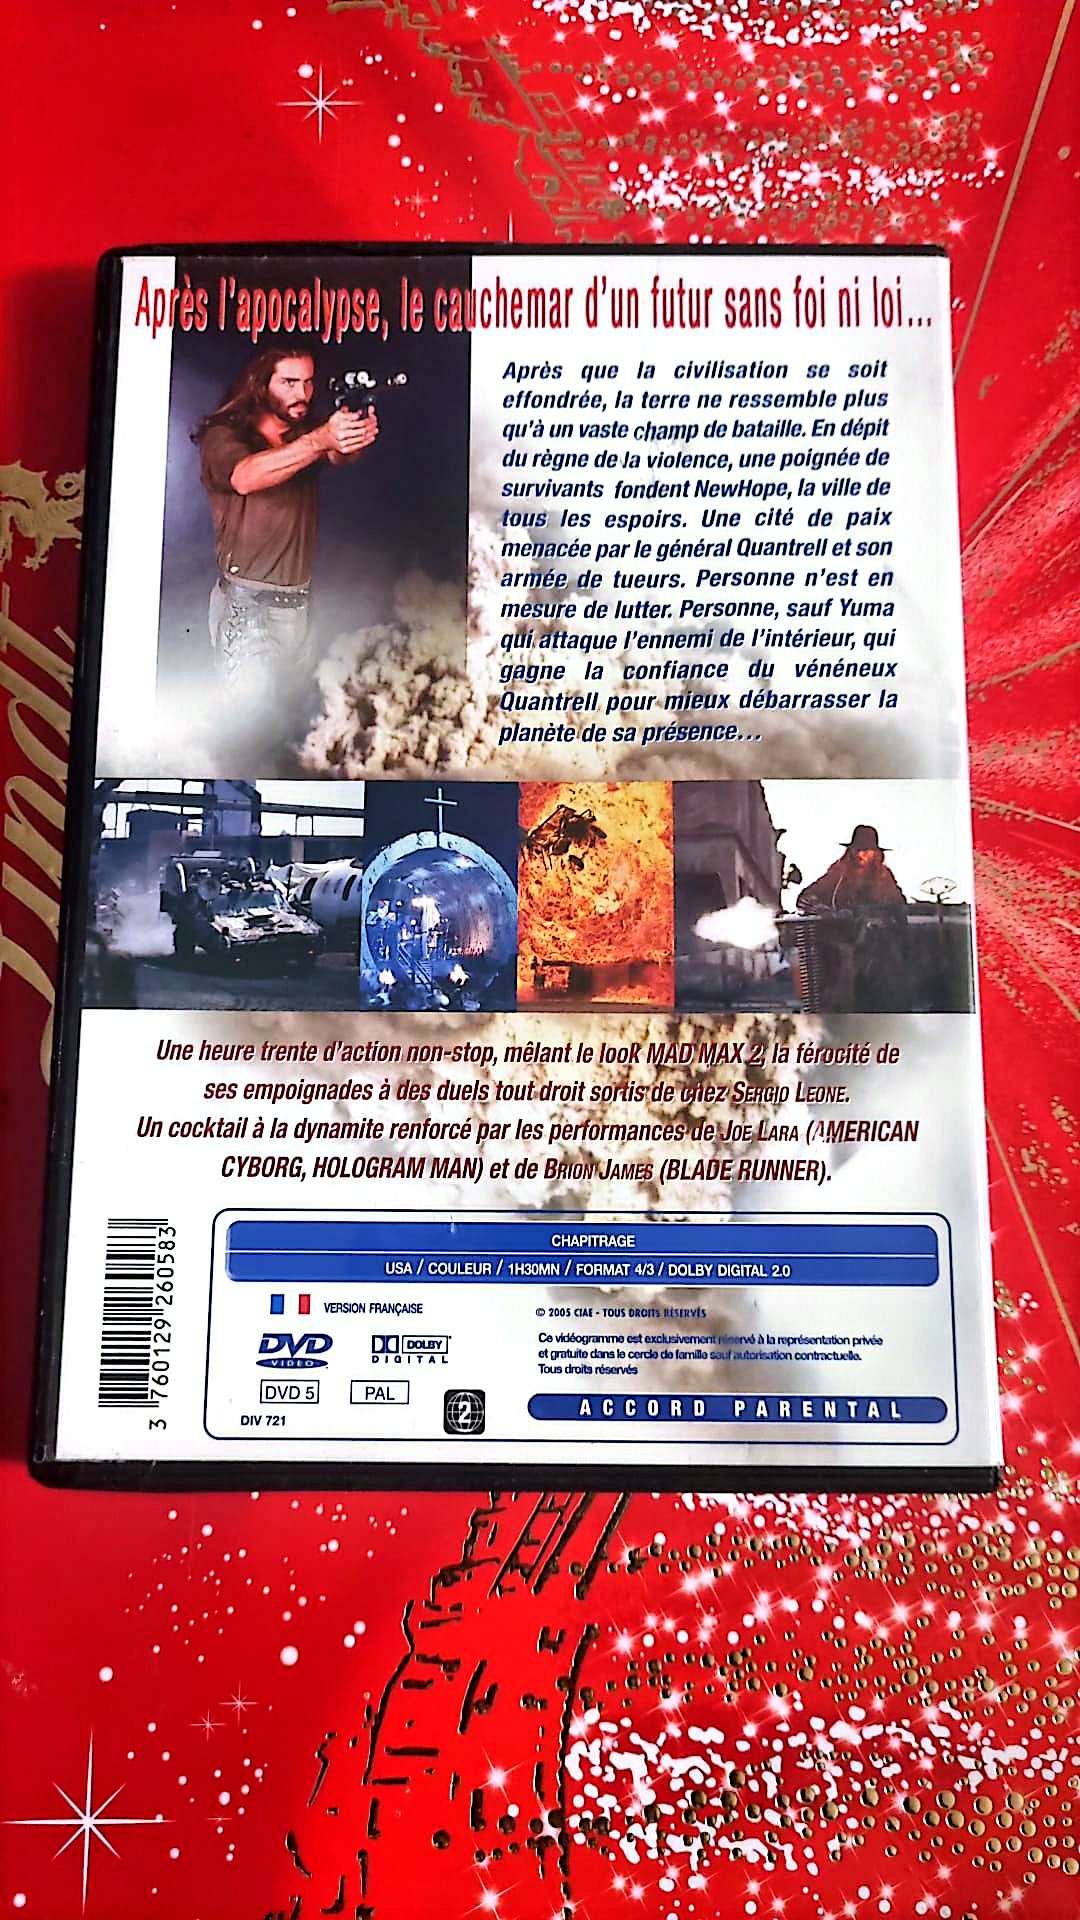 Après l'apocalypse, le cauchemar d'un futur sans foi ni loi...
Après que la civilisation se soit
effondrée, la terre ne ressemble plus
qu'à un vaste champ de bataille. En dépit
du règne de la violence, une poignée de
survivants fondent NewHope, la ville de
tous les espoirs. Une cité de paix
menacée par le général Quantrell et son
armée de tueurs. Personne n'est en
mesure de lutter. Personne, sauf Yuma
qui attaque l'ennemi de l'intérieur, qui
gagne la confiance du vénéneux
Quantrell pour mieux débarrasser la
planète de sa présence...
Une heure trente d'action non-stop, mêlant le look MAD MAX 2, la férocité de
ses empoignades à des duels tout droit sortis de chez SERGIO LEONE.
Un cocktail à la dynamite renforcé par les performances de JOE LARA (AMERICAN
CYBORG, HOLOGRAM MAN) et de BRION JAMES (BLADE RUNNER).
3 760129 260583
CHAPITRAGE
USA / COULEUR / 1H30MN / FORMAT 4/3 / DOLBY DIGITAL 2.0
VERSION FRANÇAISE
© 2005 CIAE - TOUS DROITS RÉSERVÉS
DVD VIDEO
DOLBY DIGITAL
Ce vidéogramme est exclusivement réservé à la représentation privée
et gratuite dans le cercle de famille sauf autorisation contractuelle.
Tous droits réservés
DVD 5
PAL
2
ACCORD PARENTAL
DIV 721